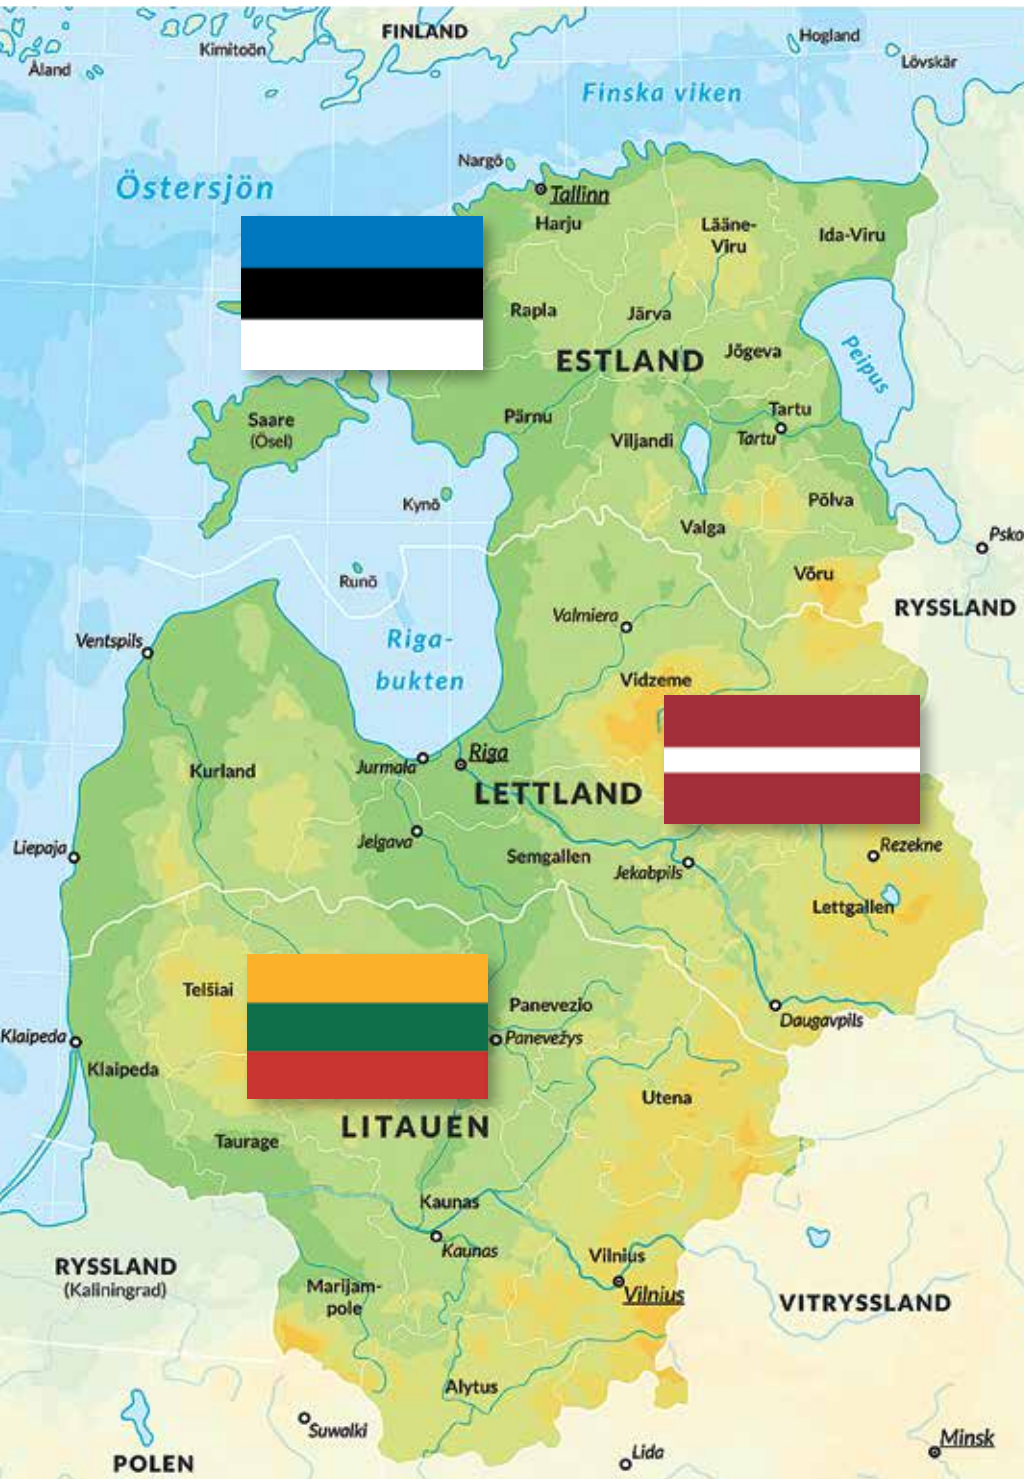 FINLAND
Hogland
Kimitoön
Åland
Lövskär
Finska viken
Nargö
Östersjön
Tallinn
Harju
Lääne-
Viru
Ida-Viru
Rapla
Järva
ESTLAND
Jõgeva
Peipus
Saare
(Ösel)
Pärnu
Tartu
Viljandi
Tartu
Kynö
Põlva
Valga
Psko
Runö
Võru
RYSSLAND
Valmiera
Ventspils
Riga-
bukten
Vidzeme
Riga
Jurmala
Kurland
LETTLAND
Jelgava
Liepaja
Rezekne
Semgallen
Jekabpils
Lettgallen
Telšiai
Panevezio
Daugavpils
Klaipeda
Panevežys
Klaipeda
Utena
LITAUEN
Taurage
Kaunas
Kaunas
Vilnius
RYSSLAND
(Kaliningrad)
Marijam-
pole
Vilnius
VITRYSSLAND
Alytus
Suwalki
Minsk
Lida
POLEN